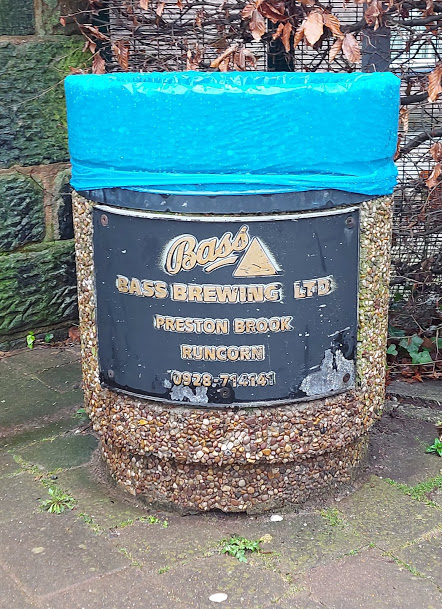 Bass
BASS BREWING LTD
PRESTON BROOK
RUNCORN
0928-714141